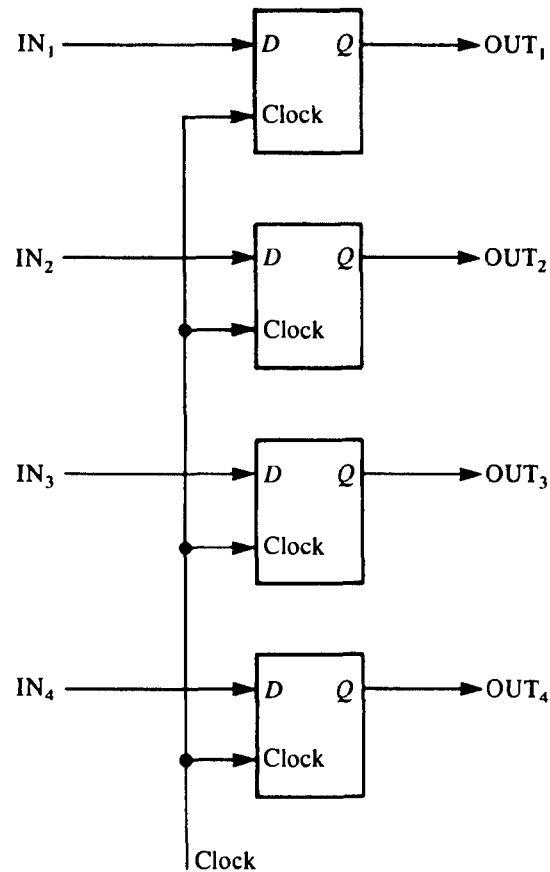 IN₁ D Q OUT₁
Clock
IN₂ D Q OUT₂
Clock
IN₃ D Q OUT₃
Clock
IN₄ D Q OUT₄
Clock
Clock